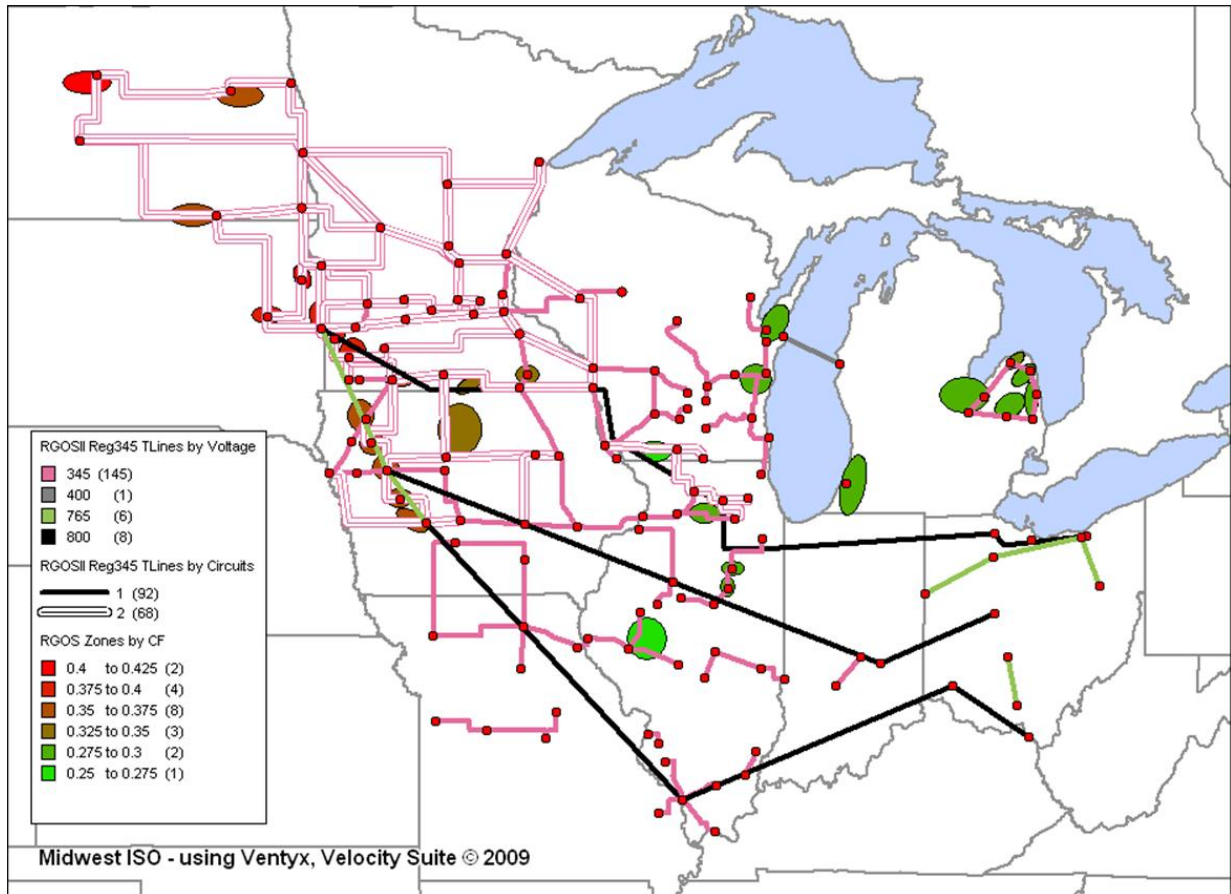 RGOSII Reg345 TLines by Voltage
345 (145)
400 (1)
765 (6)
800 (8)
RGOSII Reg345 TLines by Circuits
1 (92)
2 (68)
RGOS Zones by CF
0.4 to 0.425 (2)
0.375 to 0.4 (4)
0.35 to 0.375 (8)
0.325 to 0.35 (3)
0.275 to 0.3 (2)
0.25 to 0.275 (1)
Midwest ISO - using Ventyx, Velocity Suite © 2009